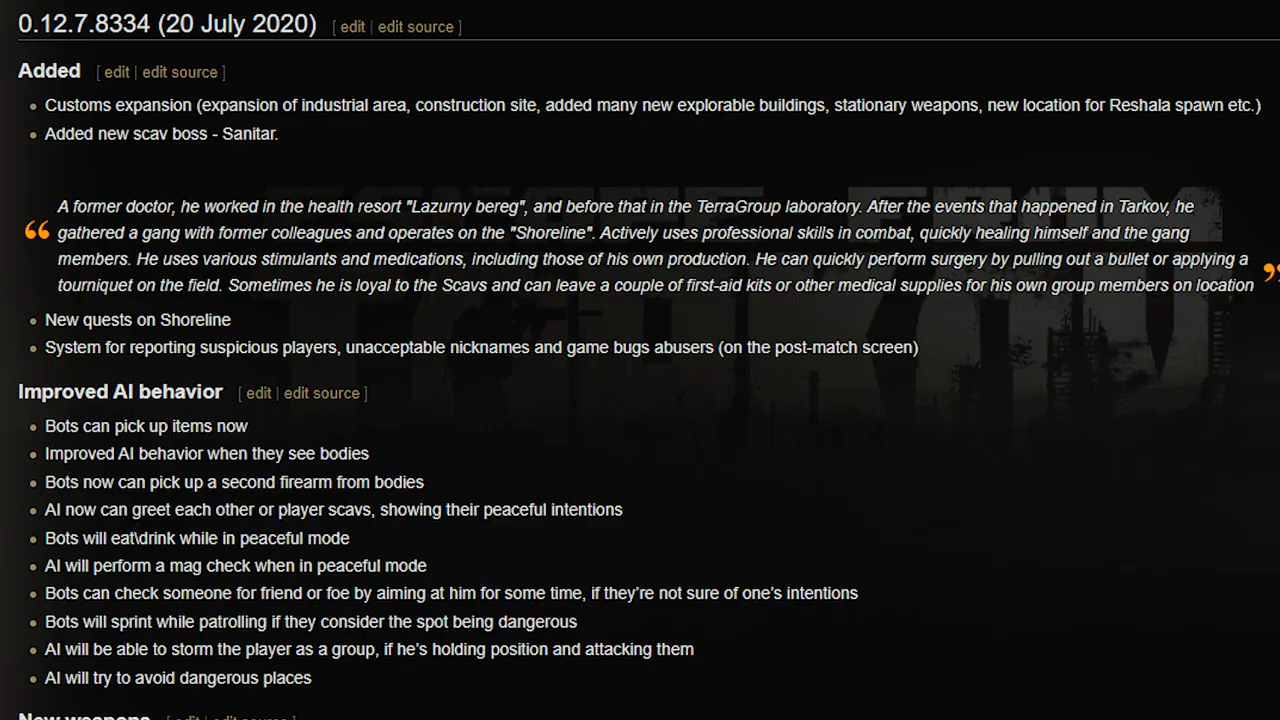 0.12.7.8334 (20 July 2020) [ edit | edit source ]
Added [ edit | edit source ]
Customs expansion (expansion of industrial area, construction site, added many new explorable buildings, stationary weapons, new location for Reshala spawn etc.)
Added new scav boss - Sanitar.
A former doctor, he worked in the health resort "Lazurny bereg", and before that in the TerraGroup laboratory. After the events that happened in Tarkov, he
gathered a gang with former colleagues and operates on the "Shoreline". Actively uses professional skills in combat, quickly healing himself and the gang
members. He uses various stimulants and medications, including those of his own production. He can quickly perform surgery by pulling out a bullet or applying a
tourniquet on the field. Sometimes he is loyal to the Scavs and can leave a couple of first-aid kits or other medical supplies for his own group members on location
New quests on Shoreline
System for reporting suspicious players, unacceptable nicknames and game bugs abusers (on the post-match screen)
Improved AI behavior [ edit | edit source ]
Bots can pick up items now
Improved AI behavior when they see bodies
Bots now can pick up a second firearm from bodies
AI now can greet each other or player scavs, showing their peaceful intentions
Bots will eat\drink while in peaceful mode
AI will perform a mag check when in peaceful mode
Bots can check someone for friend or foe by aiming at him for some time, if they're not sure of one's intentions
Bots will sprint while patrolling if they consider the spot being dangerous
AI will be able to storm the player as a group, if he's holding position and attacking them
AI will try to avoid dangerous places
New weapons [ edit | edit source ]